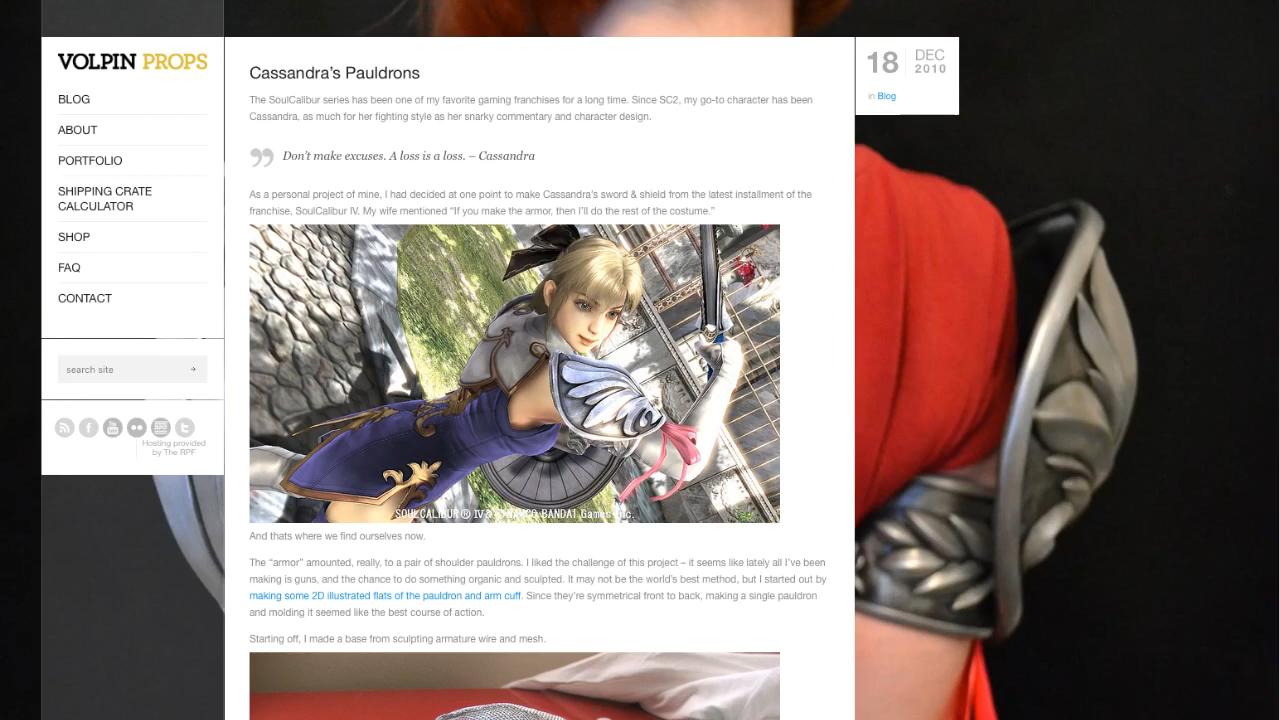 VOLPIN PROPS
BLOG
ABOUT
PORTFOLIO
SHIPPING CRATE
CALCULATOR
SHOP
FAQ
CONTACT
search site
Hosting provided
by The RPF
Cassandra’s Pauldrons
The SoulCalibur series has been one of my favorite gaming franchises for a long time. Since SC2, my go-to character has been
Cassandra, as much for her fighting style as her snarky commentary and character design.
Don’t make excuses. A loss is a loss. – Cassandra
As a personal project of mine, I had decided at one point to make Cassandra’s sword & shield from the latest installment of the
franchise, SoulCalibur IV. My wife mentioned “If you make the armor, then I’ll do the rest of the costume.”
SOULCALIBUR ® IV & © NAMCO BANDAI Games Inc.
And thats where we find ourselves now.
The “armor” amounted, really, to a pair of shoulder pauldrons. I liked the challenge of this project – it seems like lately all I’ve been
making is guns, and the chance to do something organic and sculpted. It may not be the world’s best method, but I started out by
making some 2D illustrated flats of the pauldron and arm cuff. Since they’re symmetrical front to back, making a single pauldron
and molding it seemed like the best course of action.
Starting off, I made a base from sculpting armature wire and mesh.
18 DEC
2010
in Blog